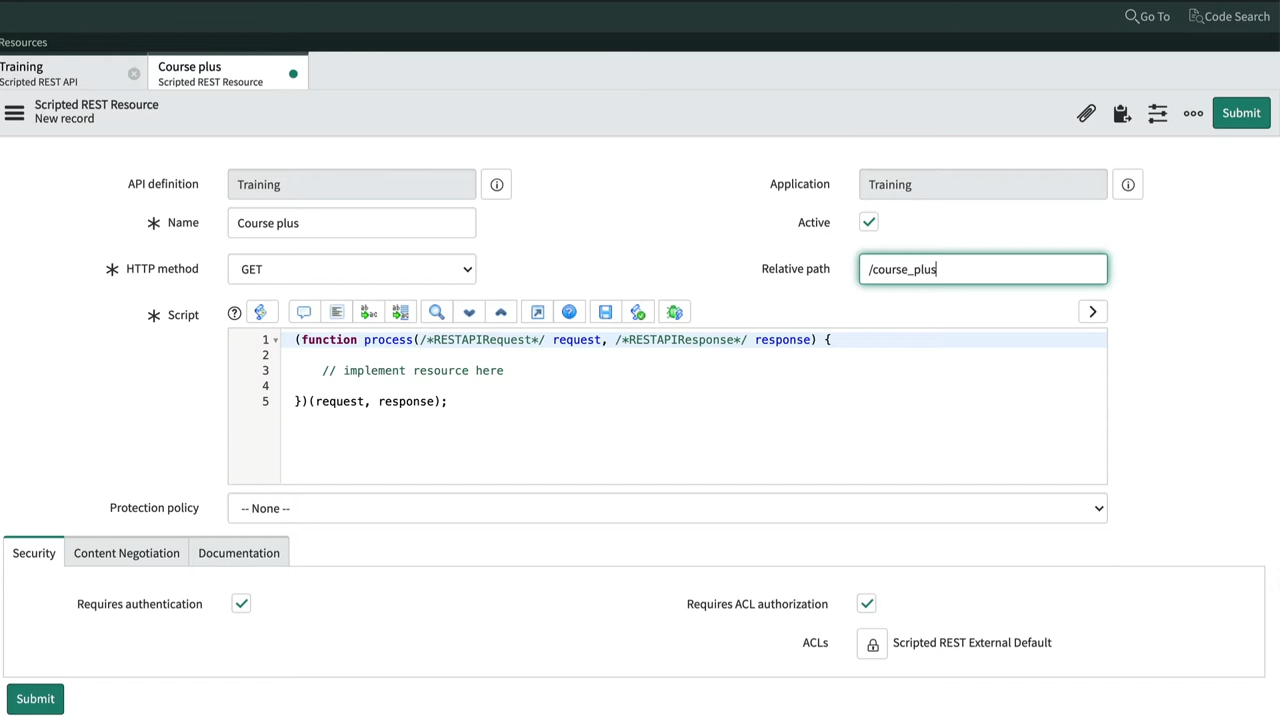 Go To
Code Search
Resources
Training
Scripted REST API
Course plus
Scripted REST Resource
Scripted REST Resource
New record
Submit
API definition
Training
Application
Training
Name
Course plus
Active
HTTP method
GET
Relative path
/course_plus
Script
1 (function process(/*RESTAPIRequest*/ request, /*RESTAPIResponse*/ response) {
2
3 // implement resource here
4
5 })(request, response);
Protection policy
-- None --
Security
Content Negotiation
Documentation
Requires authentication
Requires ACL authorization
ACLs
Scripted REST External Default
Submit